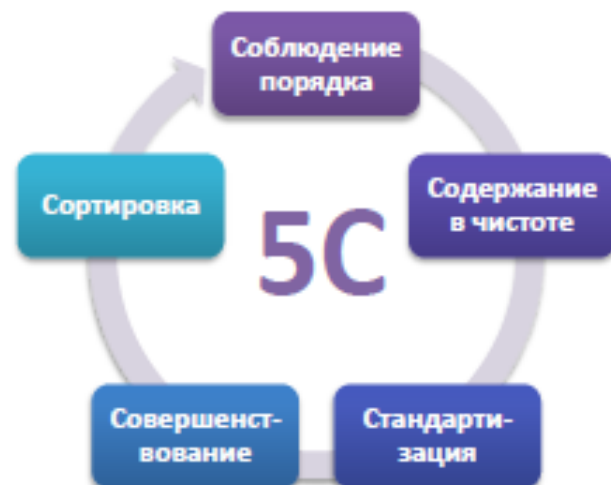 Соблюдение
порядка
Сортировка
Содержание
в чистоте
5С
Совершенст-
вование
Стандарти-
зация